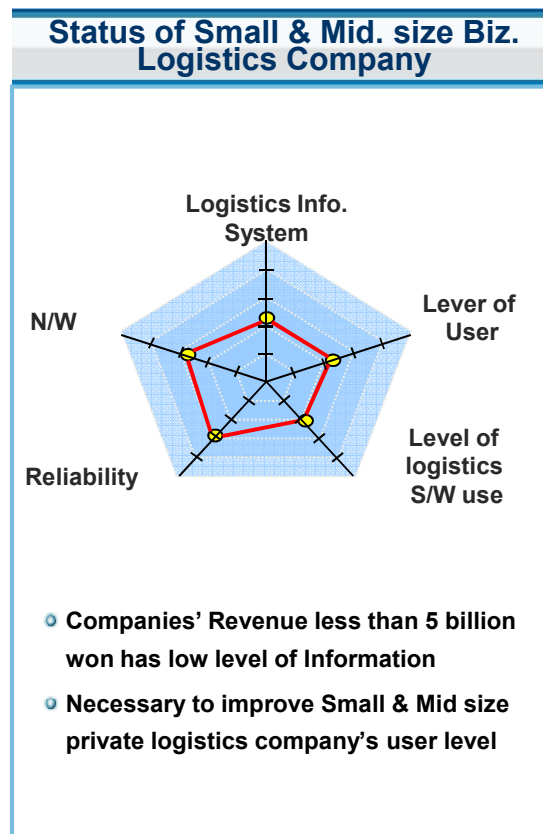 Status of Small & Mid. size Biz.
Logistics Company
Logistics Info.
System
N/W
Lever of
User
Reliability
Level of
logistics
S/W use
Companies’ Revenue less than 5 billion
won has low level of Information
Necessary to improve Small & Mid size
private logistics company’s user level